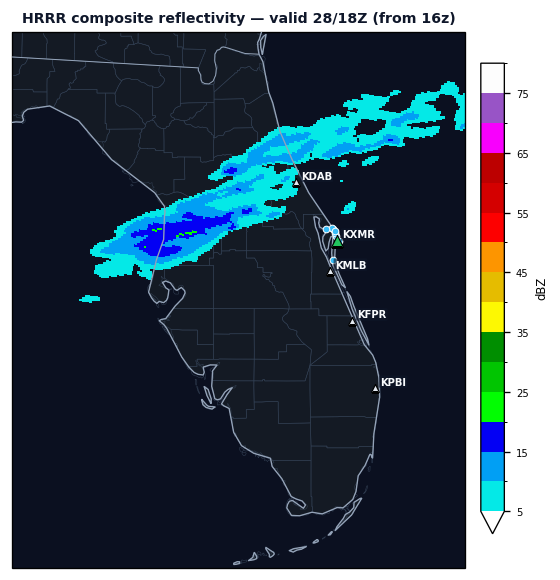 HRRR composite reflectivity — valid 28/18Z (from 16z)
KDAB
KXMR
KMLB
KFPR
KPBI
75
65
55
45
35
25
15
5
dBZ